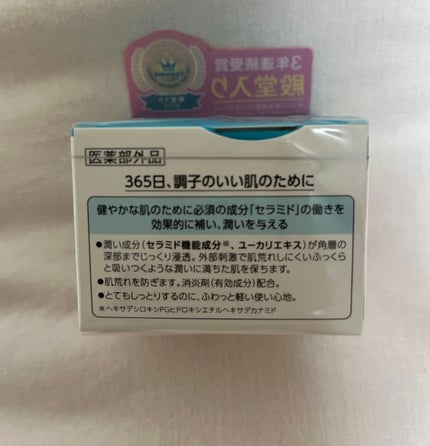 3年連続受賞
殿堂入り
医薬部外品
365日、調子のいい肌のために
健やかな肌のために必須の成分「セラミド」の働きを
効果的に補い、潤いを与える
●潤い成分(セラミド機能成分※、ユーカリエキス)が角層の
深部までじっくり浸透。外部刺激で肌荒れしにくいふっくら
と吸いつくような潤いに満ちた肌を保ちます。
●肌荒れを防ぎます。消炎剤(有効成分)配合。
●とてもしっとりするのに、ふわっと軽い使い心地。
※ヘキサデシロキシPGヒドロキシエチルヘキサデカナミド